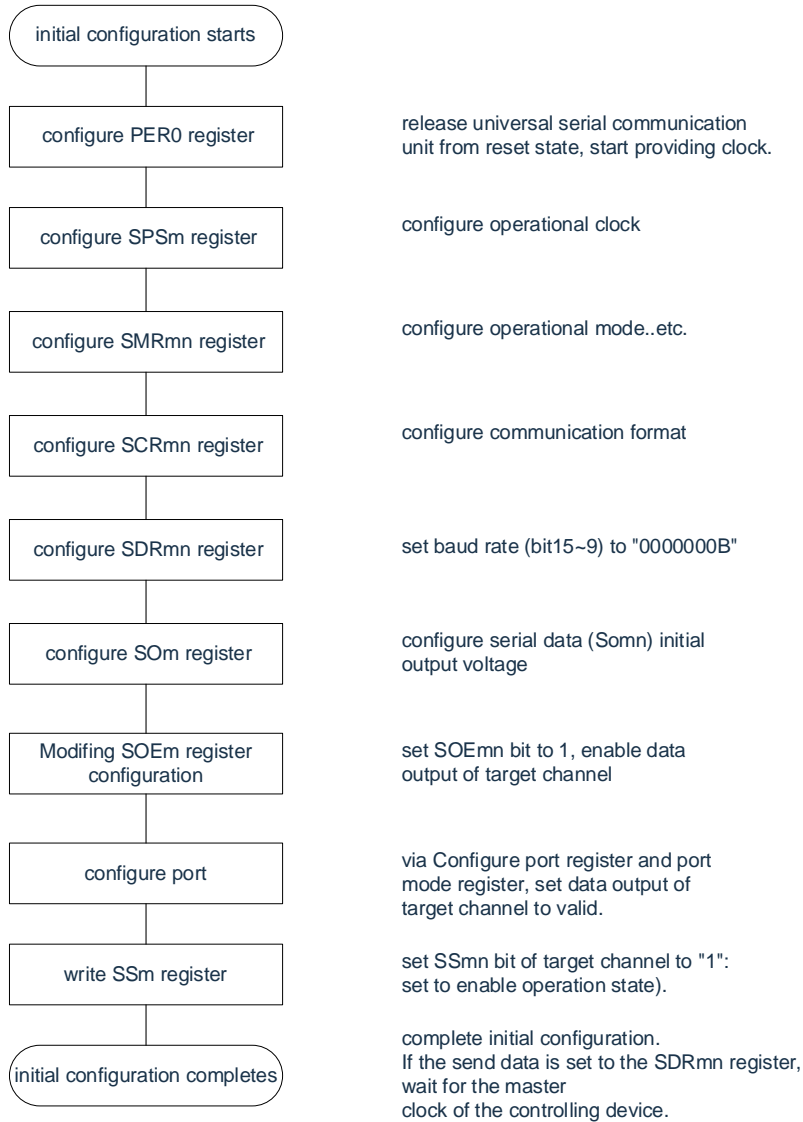 initial configuration starts
configure PER0 register
release universal serial communication
unit from reset state, start providing clock.
configure SPSm register
configure operational clock
configure SMRmn register
configure operational mode..etc.
configure SCRmn register
configure communication format
configure SDRmn register
set baud rate (bit15~9) to "0000000B"
configure SOm register
configure serial data (Somn) initial
output voltage
Modifing SOEm register
configuration
set SOEmn bit to 1, enable data
output of target channel
configure port
via Configure port register and port
mode register, set data output of
target channel to valid.
write SSm register
set SSmn bit of target channel to "1":
set to enable operation state).
initial configuration completes
complete initial configuration.
If the send data is set to the SDRmn register,
wait for the master
clock of the controlling device.